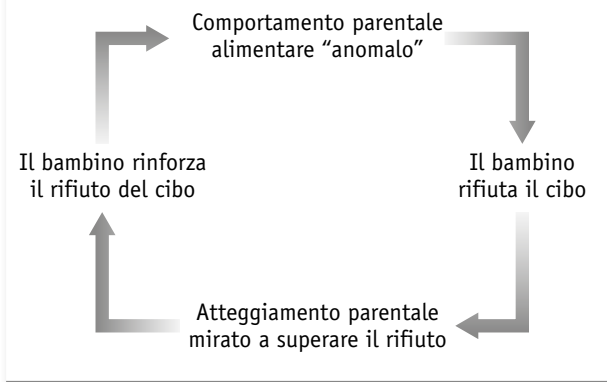 Comportamento parentale
alimentare “anomalo”
Il bambino
rifiuta il cibo
Atteggiamento parentale
mirato a superare il rifiuto
Il bambino rinforza
il rifiuto del cibo